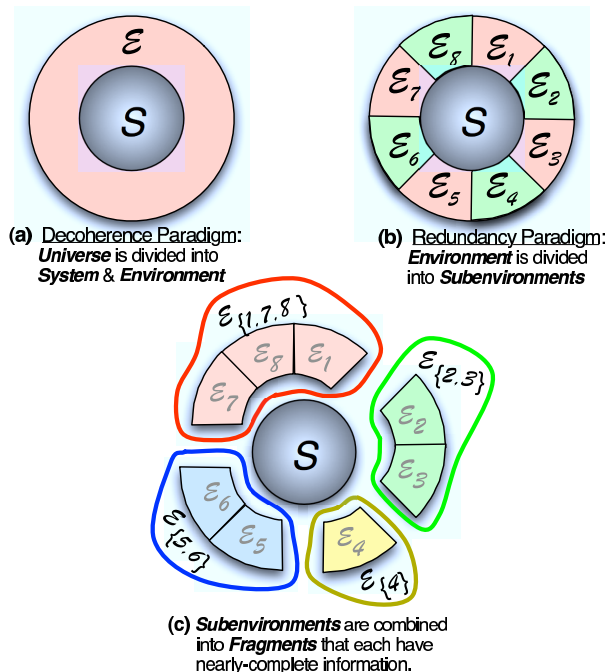 ℰ
S
(a) Decoherence Paradigm:
Universe is divided into
System & Environment
ℰ8 ℰ1
ℰ7 ℰ2
S
ℰ6 ℰ3
ℰ5 ℰ4
(b) Redundancy Paradigm:
Environment is divided
into Subenvironments
ℰ{1,7,8}
ℰ8 ℰ1
ℰ7
ℰ{2,3}
ℰ2
ℰ3
S
ℰ6
ℰ5
ℰ{5,6}
ℰ4
ℰ{4}
(c) Subenvironments are combined
into Fragments that each have
nearly-complete information.